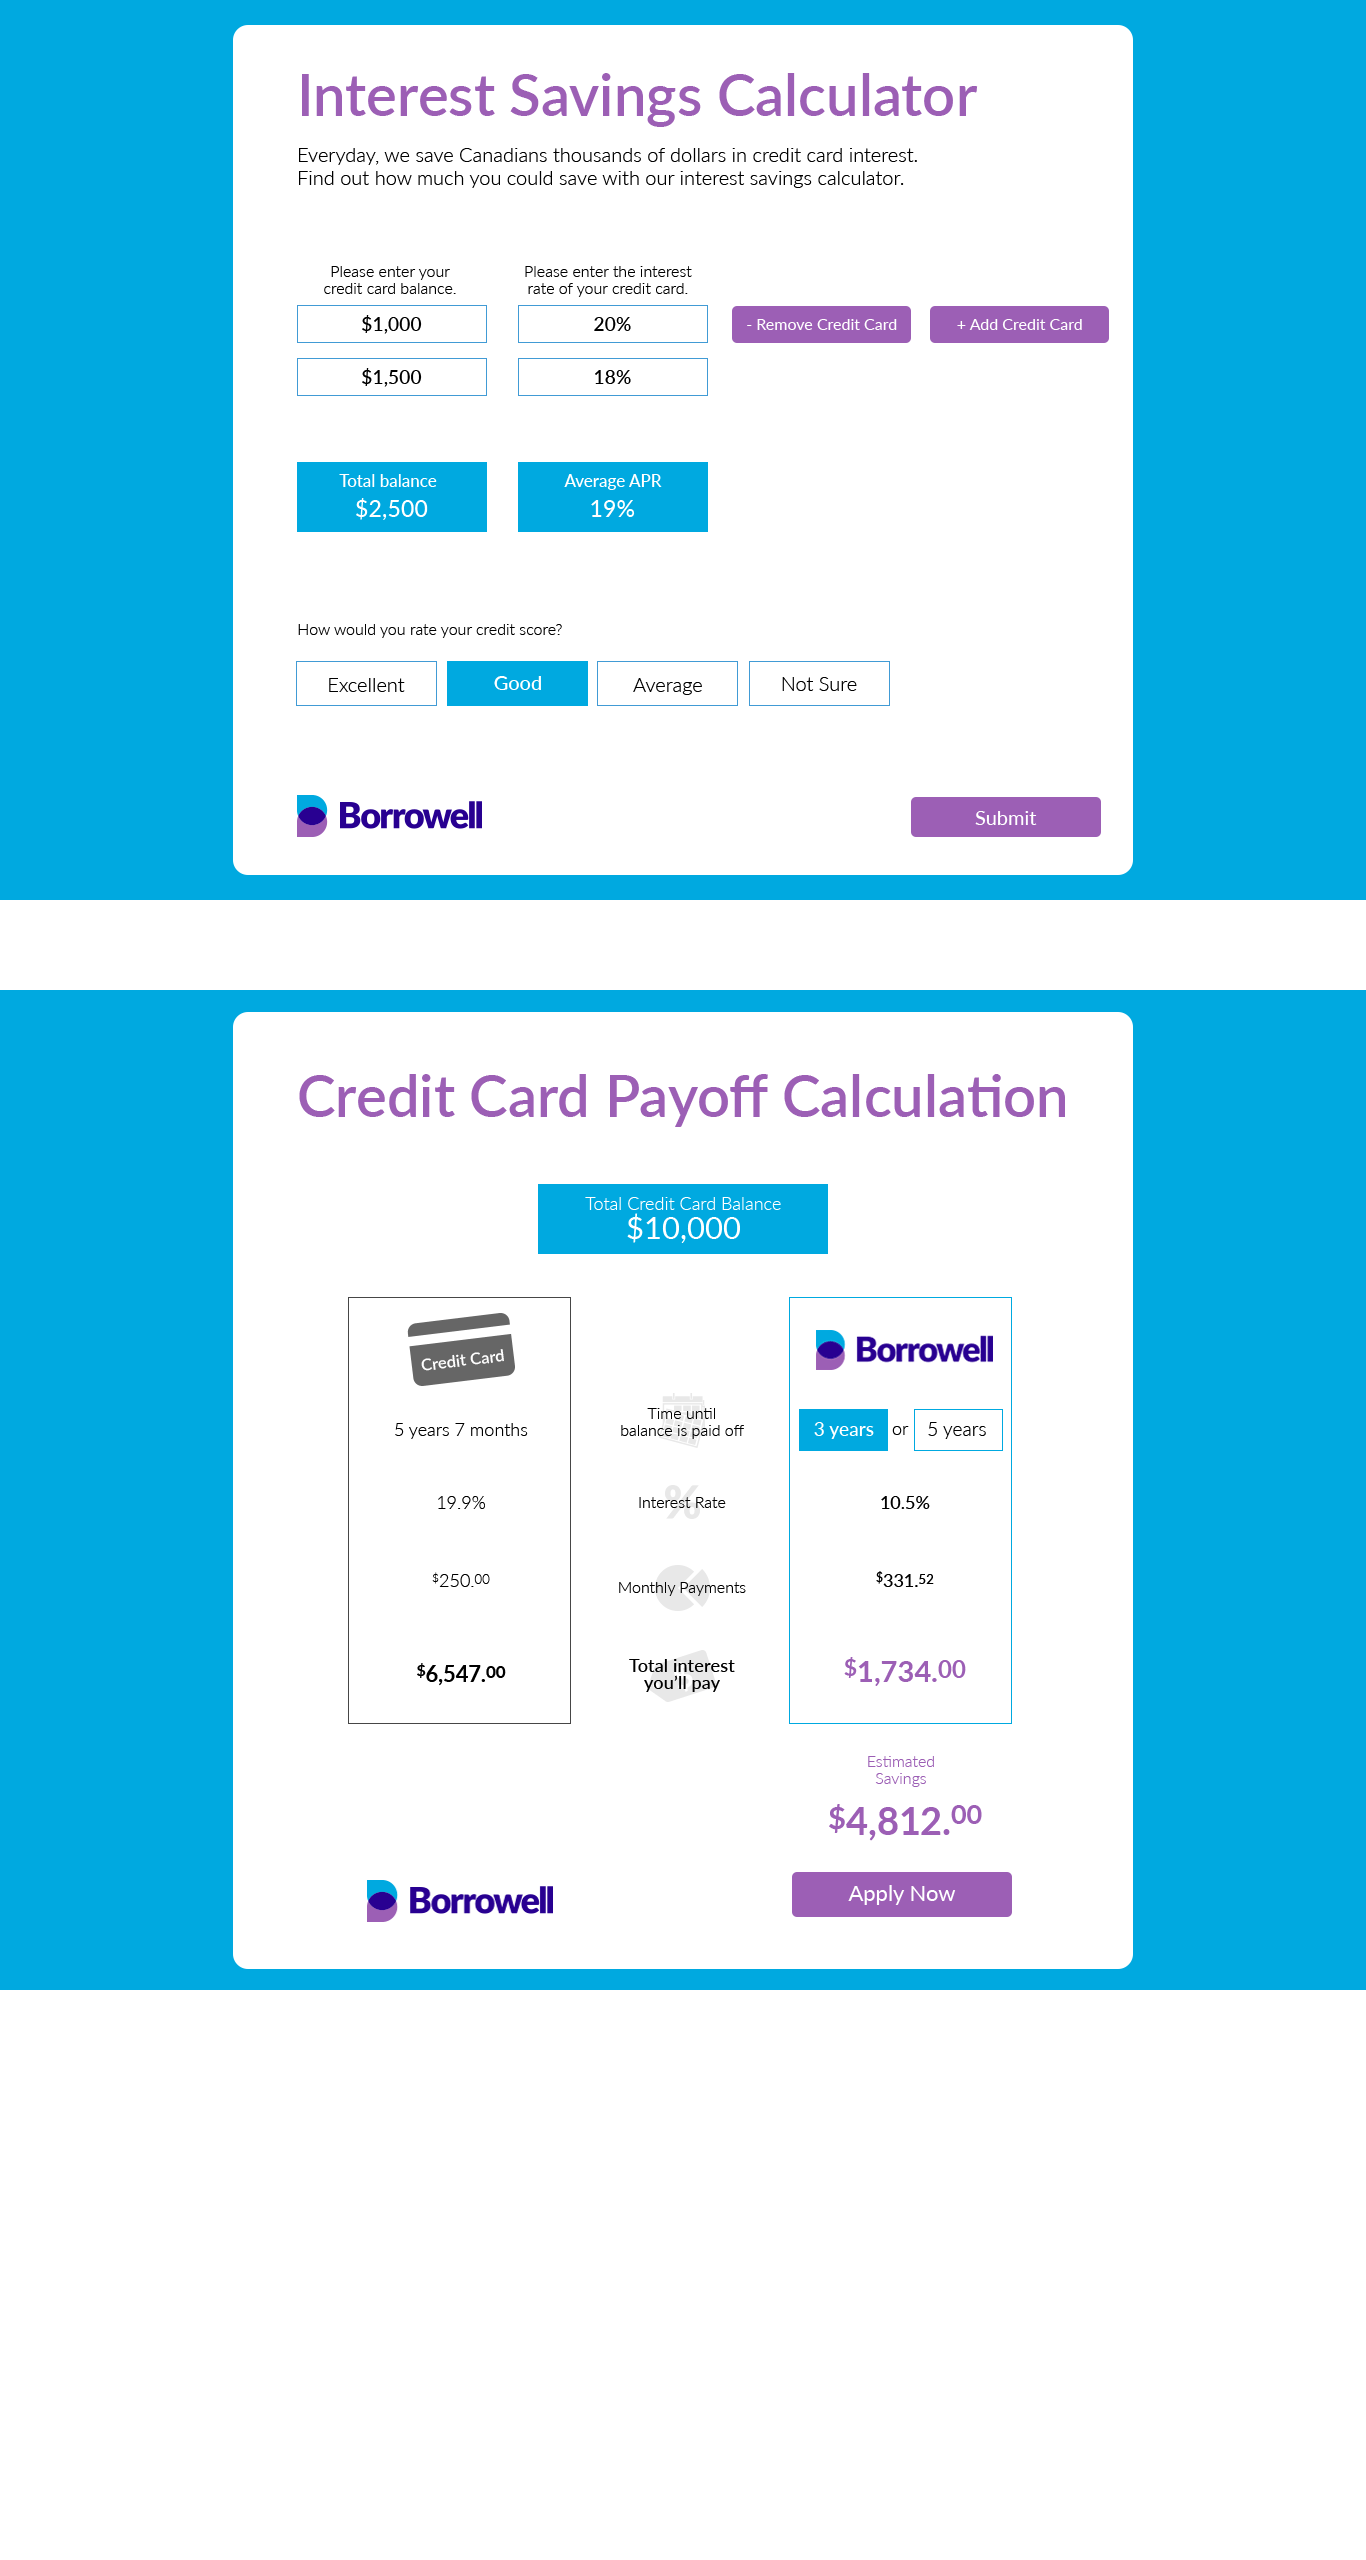 Interest Savings Calculator
Everyday, we save Canadians thousands of dollars in credit card interest.
Find out how much you could save with our interest savings calculator.
Please enter your
credit card balance.
Please enter the interest
rate of your credit card.
$1,000
20%
- Remove Credit Card
+ Add Credit Card
$1,500
18%
Total balance
$2,500
Average APR
19%
How would you rate your credit score?
Excellent
Good
Average
Not Sure
Borrowell
Submit
Credit Card Payoff Calculation
Total Credit Card Balance
$10,000
Credit Card
Borrowell
5 years 7 months
Time until
balance is paid off
3 years or 5 years
19.9%
Interest Rate
%
10.5%
$250.00
Monthly Payments
$331.52
$6,547.00
Total interest
you'll pay
$1,734.00
Estimated
Savings
$4,812.00
Borrowell
Apply Now